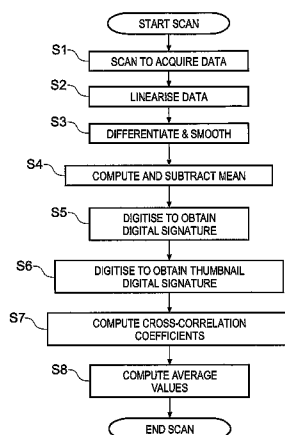 START SCAN
S1
SCAN TO ACQUIRE DATA
S2
LINEARISE DATA
S3
DIFFERENTIATE & SMOOTH
S4
COMPUTE AND SUBTRACT MEAN
S5
DIGITISE TO OBTAIN
DIGITAL SIGNATURE
S6
DIGITISE TO OBTAIN THUMBNAIL
DIGITAL SIGNATURE
S7
COMPUTE CROSS-CORRELATION
COEFFICIENTS
S8
COMPUTE AVERAGE
VALUES
END SCAN